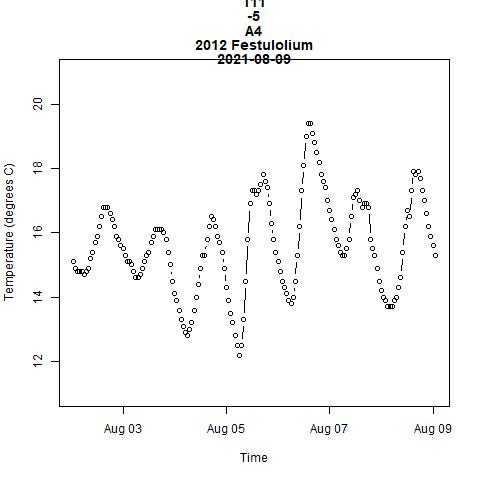 T11
-5
A4
2012 Festulolium
2021-08-09
Temperature (degrees C)
20
18
16
14
12
Aug 03
Aug 05
Aug 07
Aug 09
Time